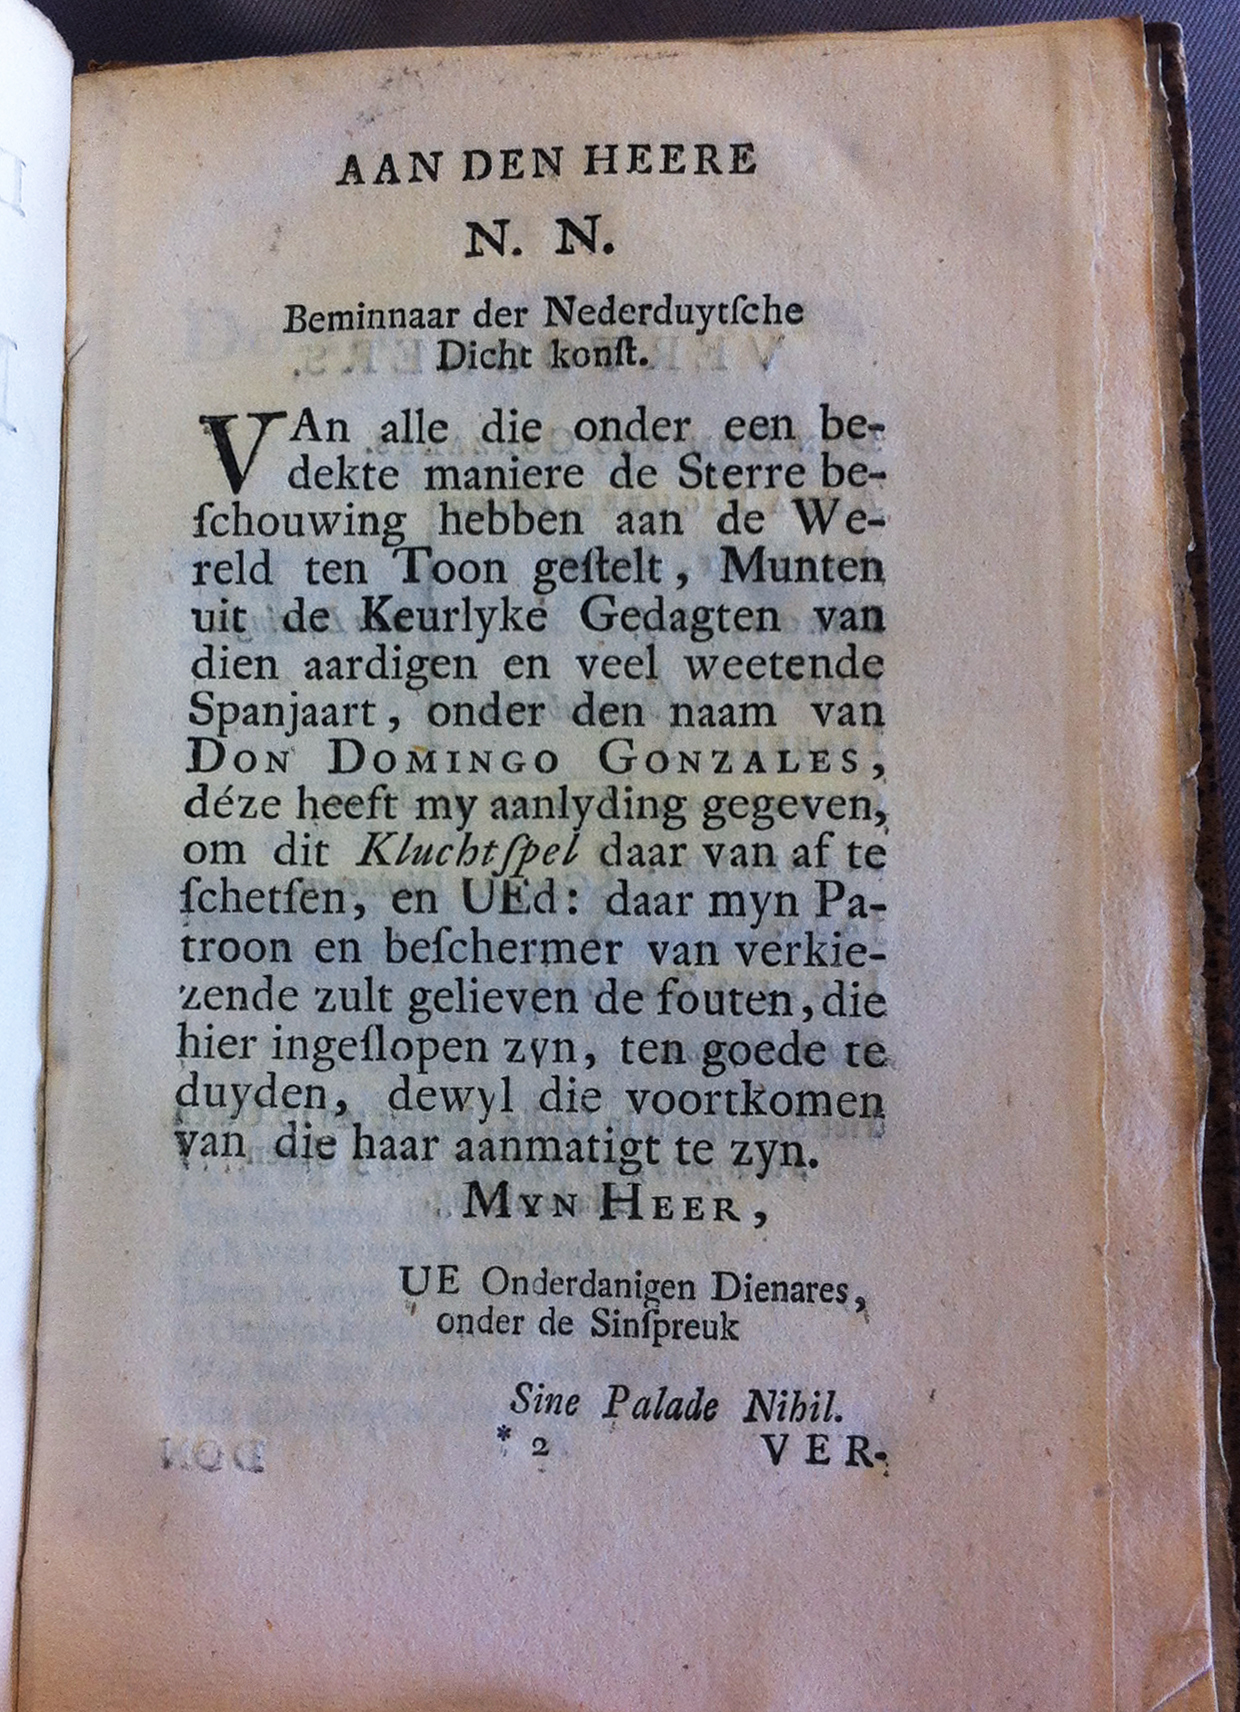 AAN DEN HEERE
N. N.
Beminnaar der Nederduytſche
Dicht konſt.
VAn alle die onder een be-
dekte maniere de Sterre be-
ſchouwing hebben aan de We-
reld ten Toon geſtelt, Munten
uit de Keurlyke Gedagten van
dien aardigen en veel weetende
Spanjaart, onder den naam van
DON DOMINGO GONZALES,
déze heeft my aanlyding gegeven,
om dit Kluchtſpel daar van af te
ſchetſen, en UEd: daar myn Pa-
troon en beſchermer van verkie-
zende zult gelieven de fouten, die
hier ingeſlopen zyn, ten goede te
duyden, dewyl die voortkomen
van die haar aanmatigt te zyn.
MYN HEER,
UE Onderdanigen Dienares,
onder de Sinſpreuk
Sine Palade Nihil.
* 2 VER-